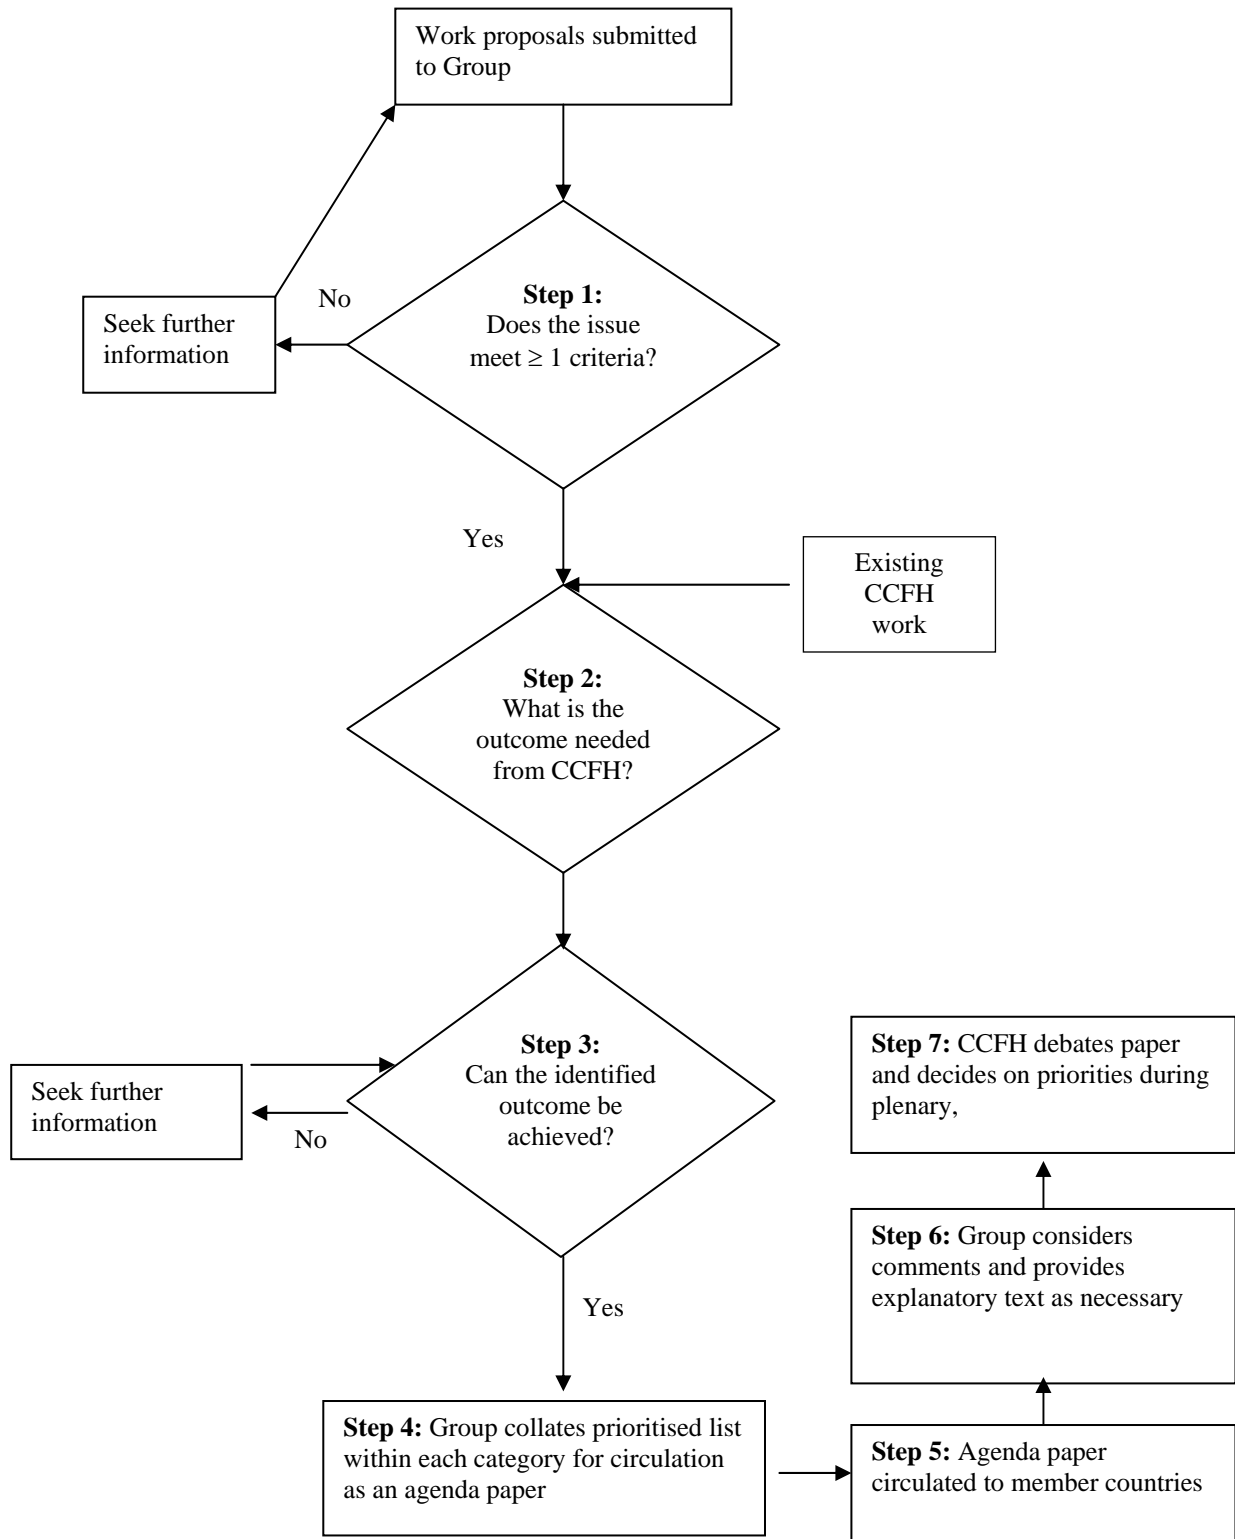 Work proposals submitted
to Group
No
Step 1:
Does the issue
meet ≥ 1 criteria?
Seek further
information
Yes
Existing
CCFH
work
Step 2:
What is the
outcome needed
from CCFH?
Step 3:
Can the identified
outcome be
achieved?
Seek further
information
No
Yes
Step 4: Group collates prioritised list
within each category for circulation
as an agenda paper
Step 5: Agenda paper
circulated to member countries
Step 6: Group considers
comments and provides
explanatory text as necessary
Step 7: CCFH debates paper
and decides on priorities during
plenary,